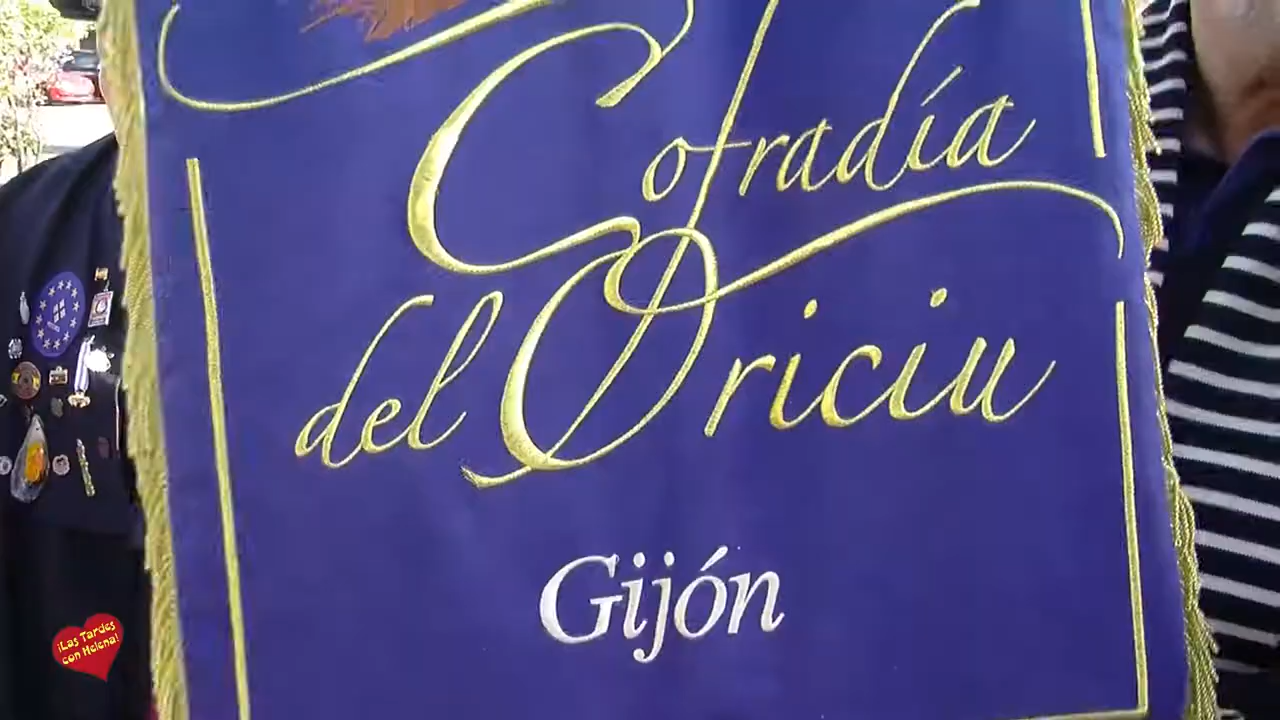 Cofradía
del Oriciu
Gijón
¡Las Tardes
con Helena!